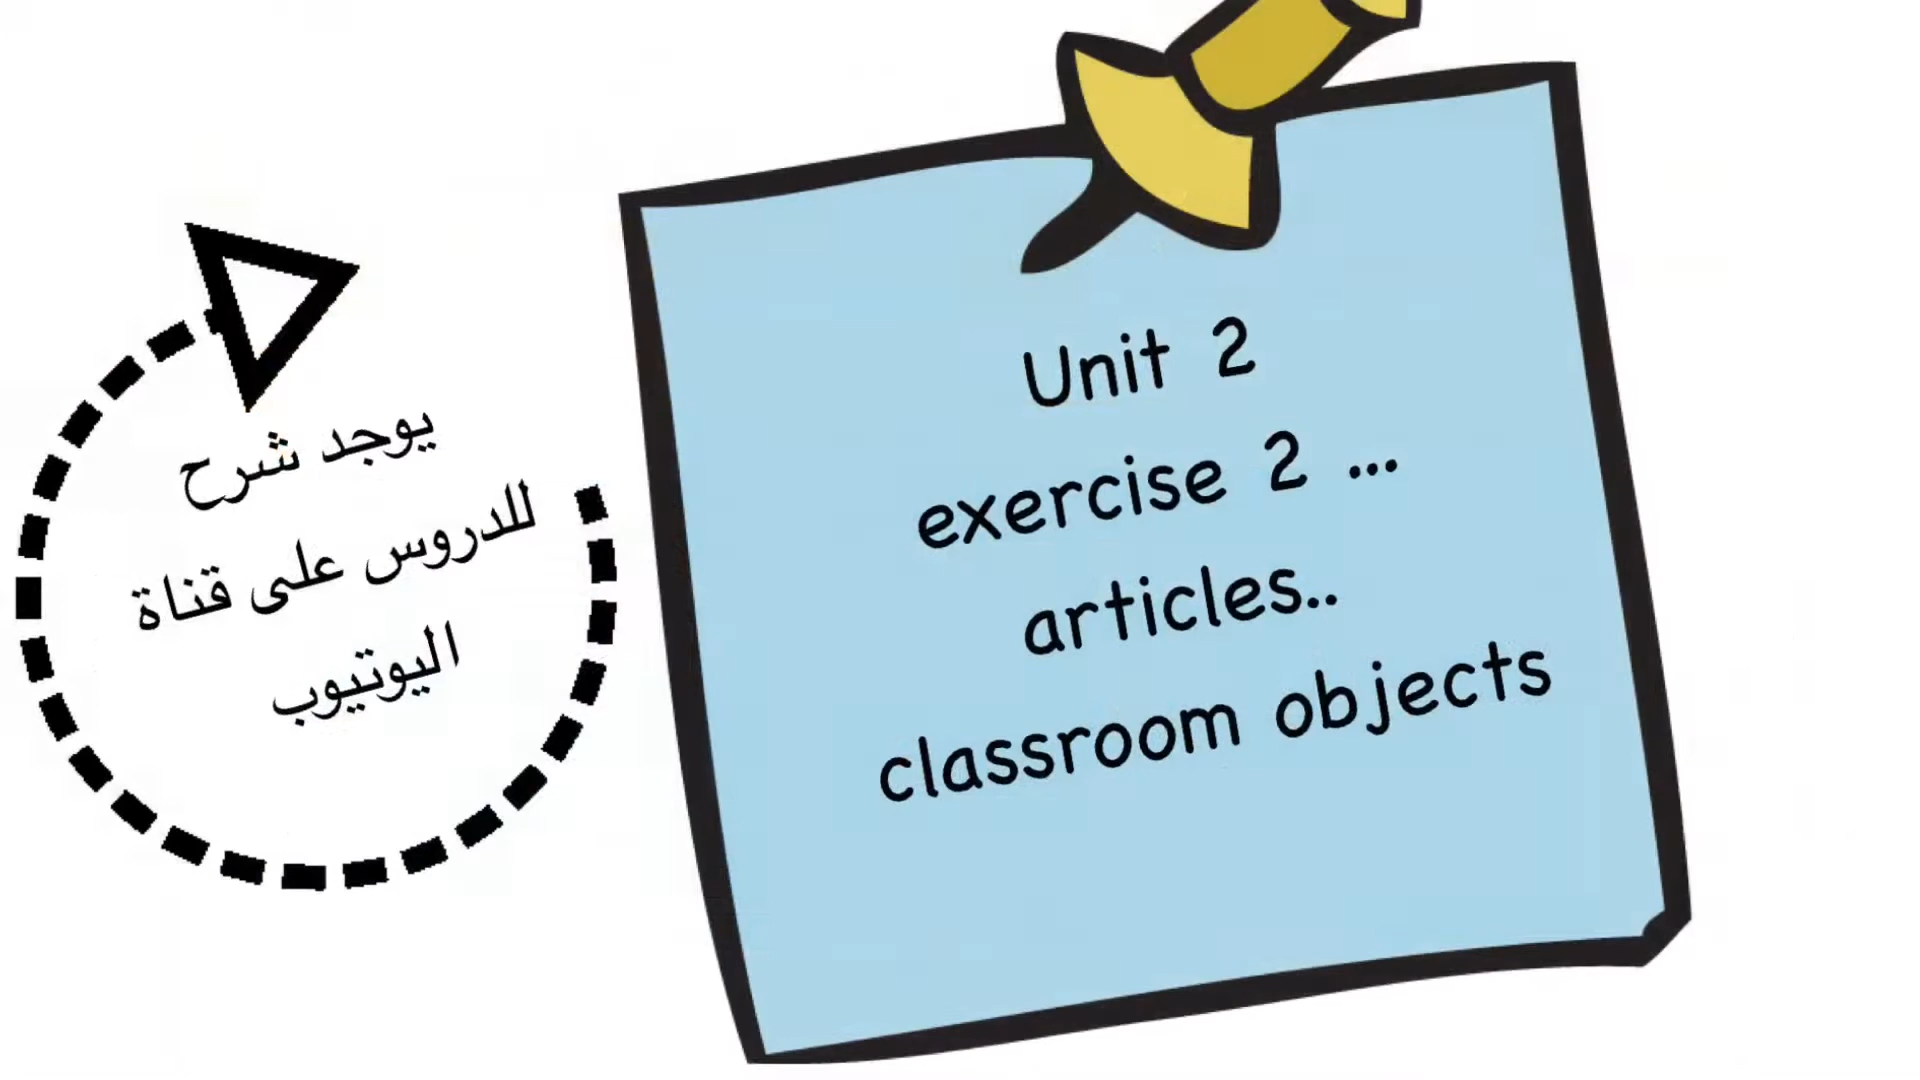 يوجد شرح
للدروس على قناة
اليوتيوب
Unit 2
exercise 2 ...
articles..
classroom objects